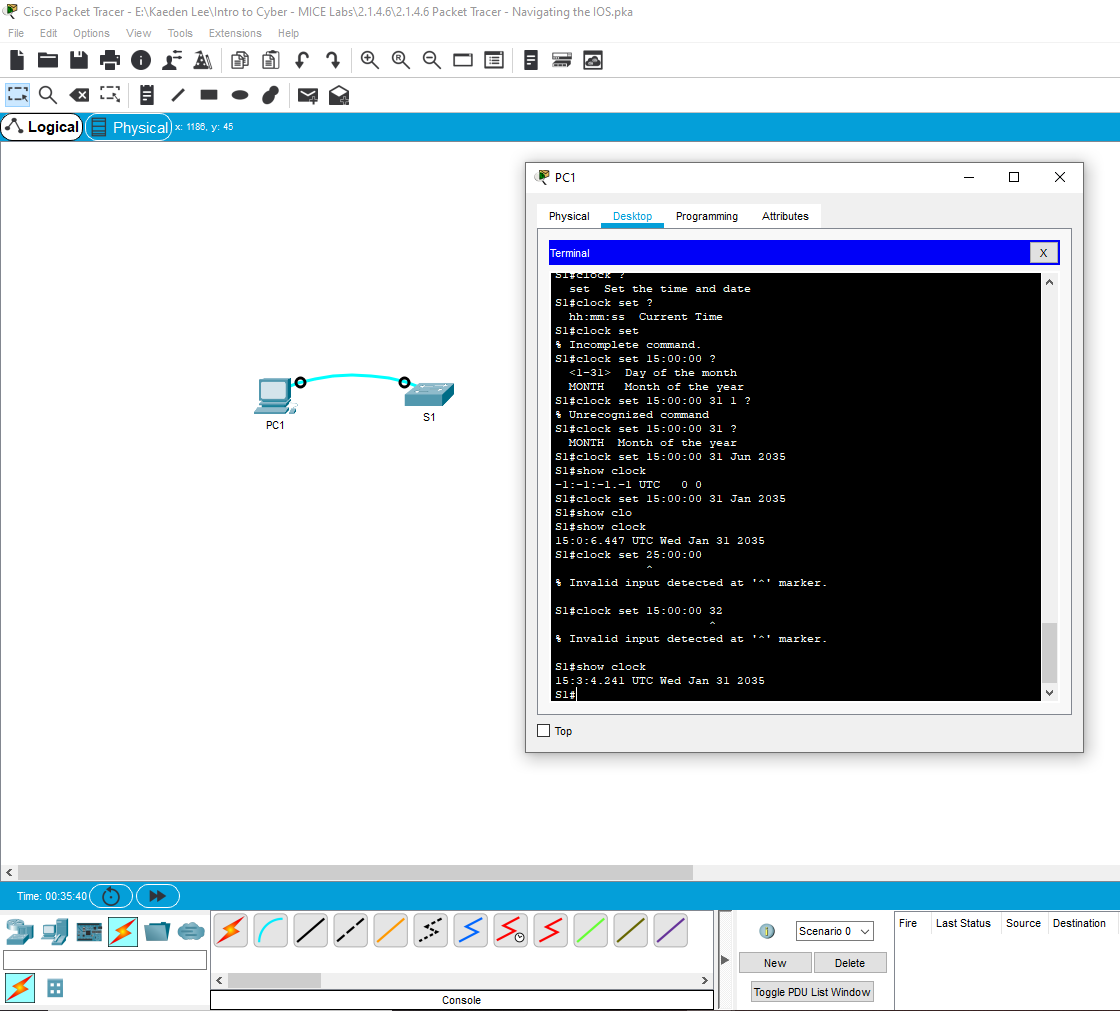 Cisco Packet Tracer - E:\Kaeden Lee\Intro to Cyber - MICE Labs\2.1.4.6\2.1.4.6 Packet Tracer - Navigating the IOS.pka
File Edit Options View Tools Extensions Help
Logical Physical x: 1186, y: 45
PC1
Physical Desktop Programming Attributes
Terminal X
S1#clock ?
set Set the time and date
S1#clock set ?
hh:mm:ss Current Time
S1#clock set
% Incomplete command.
S1#clock set 15:00:00 ?
<1-31> Day of the month
MONTH Month of the year
S1#clock set 15:00:00 31 1 ?
% Unrecognized command
S1#clock set 15:00:00 31 ?
MONTH Month of the year
S1#clock set 15:00:00 31 Jun 2035
S1#show clock
-1:-1:-1.-1 UTC 0 0
S1#clock set 15:00:00 31 Jan 2035
S1#show clo
S1#show clock
15:0:6.447 UTC Wed Jan 31 2035
S1#clock set 25:00:00
^
% Invalid input detected at '^' marker.
S1#clock set 15:00:00 32
^
% Invalid input detected at '^' marker.
S1#show clock
15:3:4.241 UTC Wed Jan 31 2035
S1#
Top
PC1
S1
Time: 00:35:40
Scenario 0
New Delete
Toggle PDU List Window
Fire Last Status Source Destination
Console